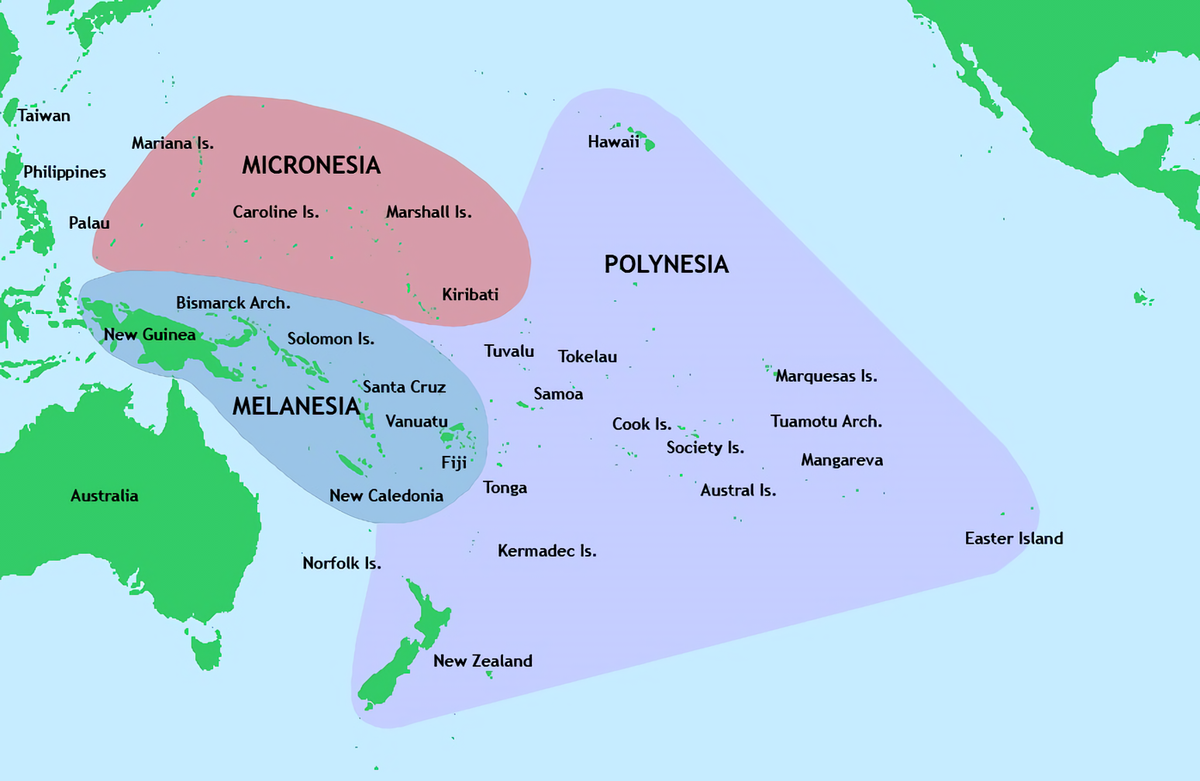 Taiwan
Hawaii
Mariana Is.
MICRONESIA
Philippines
Caroline Is.
Marshall Is.
Palau
POLYNESIA
Kiribati
Bismarck Arch.
New Guinea
Solomon Is.
Tuvalu
Tokelau
Marquesas Is.
Santa Cruz
Samoa
MELANESIA
Vanuatu
Cook Is.
Tuamotu Arch.
Society Is.
Fiji
Mangareva
Tonga
Austral Is.
Australia
New Caledonia
Easter Island
Kermadec Is.
Norfolk Is.
New Zealand